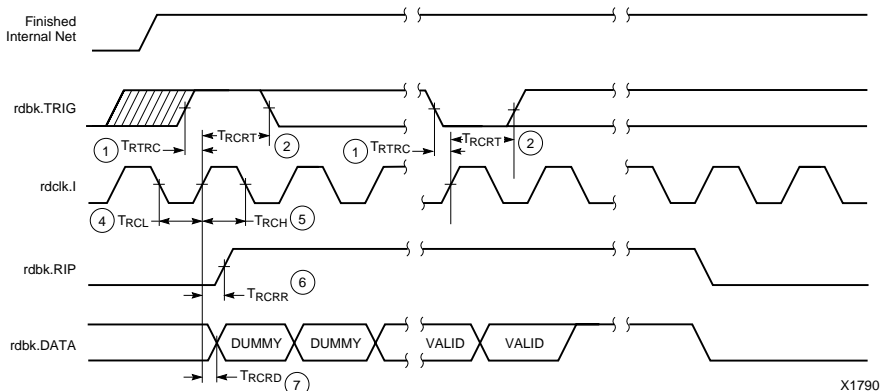 Finished
Internal Net
rdbk.TRIG
TRCRT
TRCRT
1 TRTRC
2
1 TRTRC
2
rdclk.I
4 TRCL
TRCH 5
rdbk.RIP
6
TRCRR
rdbk.DATA
DUMMY DUMMY VALID VALID
TRCRD 7
X1790